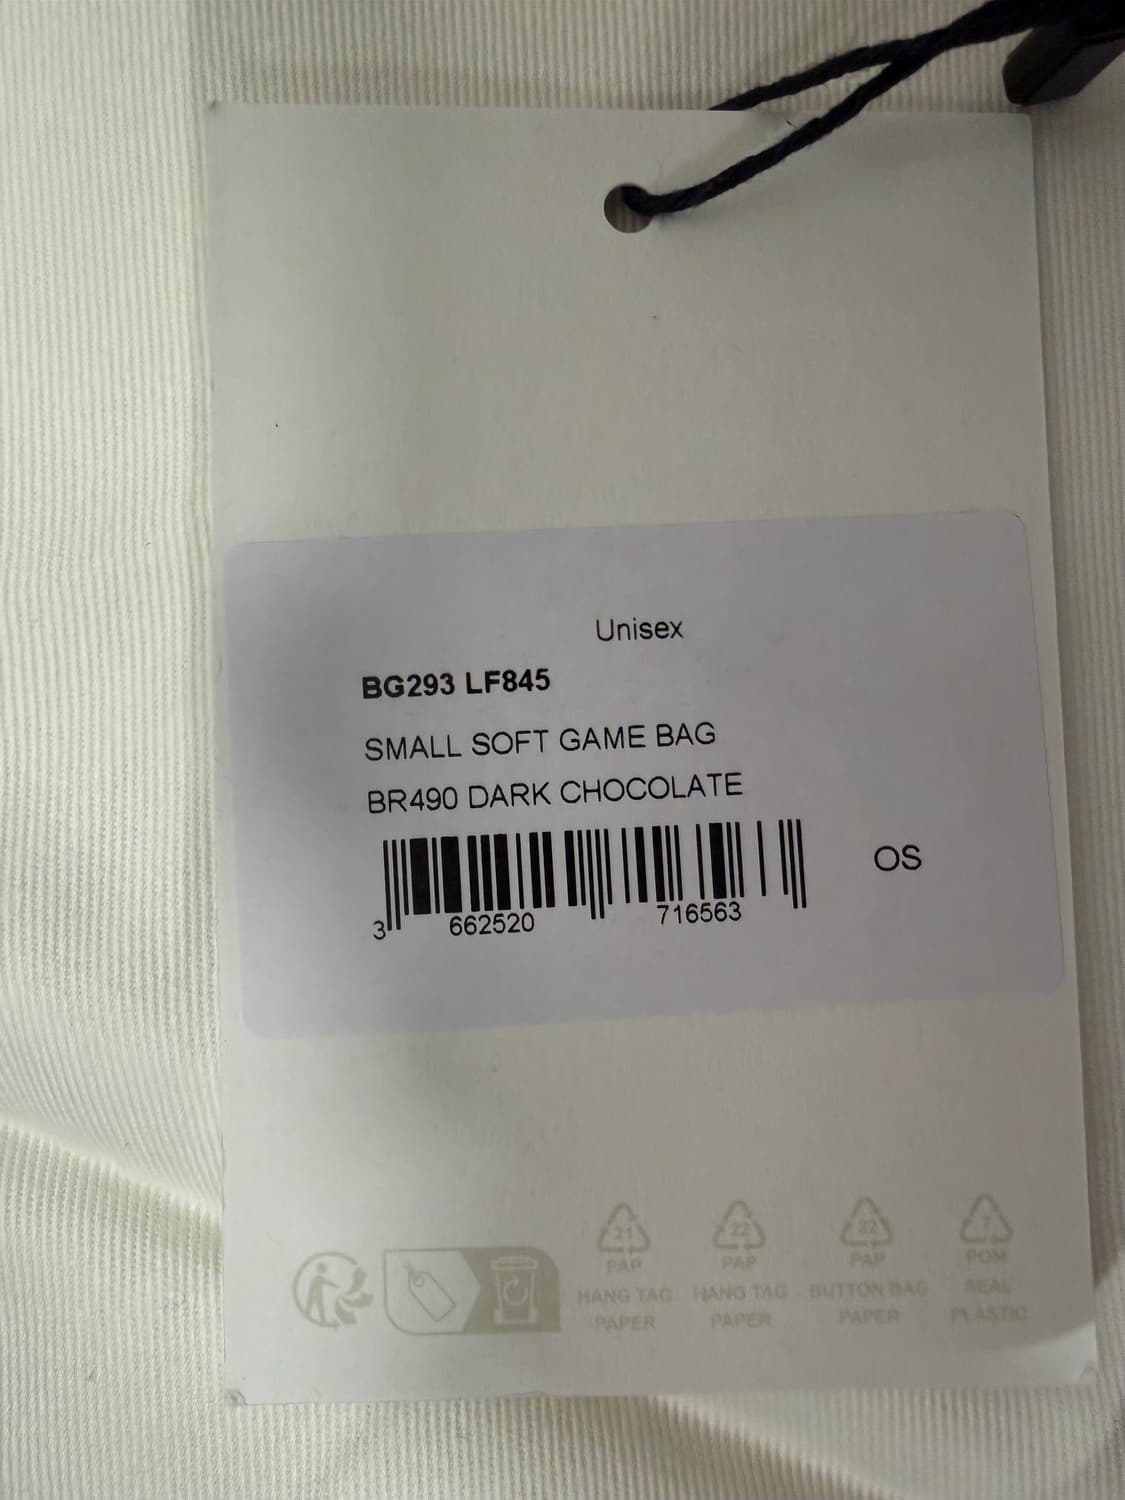 Unisex
BG293 LF845
SMALL SOFT GAME BAG
BR490 DARK CHOCOLATE
OS
3 662520 716563
21 22 22 7
PAP PAP PAP POM
HANG TAG HANG TAG BUTTON BAG SEAL
PAPER PAPER PAPER PLASTIC